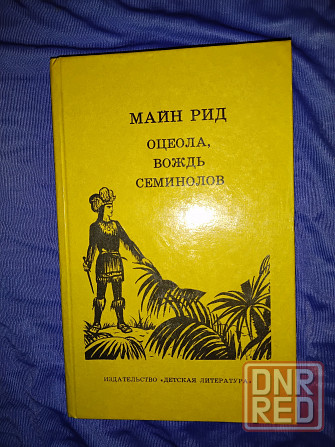 МАЙН РИД
ОЦЕОЛА,
ВОЖДЬ
СЕМИНОЛОВ
ИЗДАТЕЛЬСТВО «ДЕТСКАЯ ЛИТЕРАТУРА»
DNR
RED